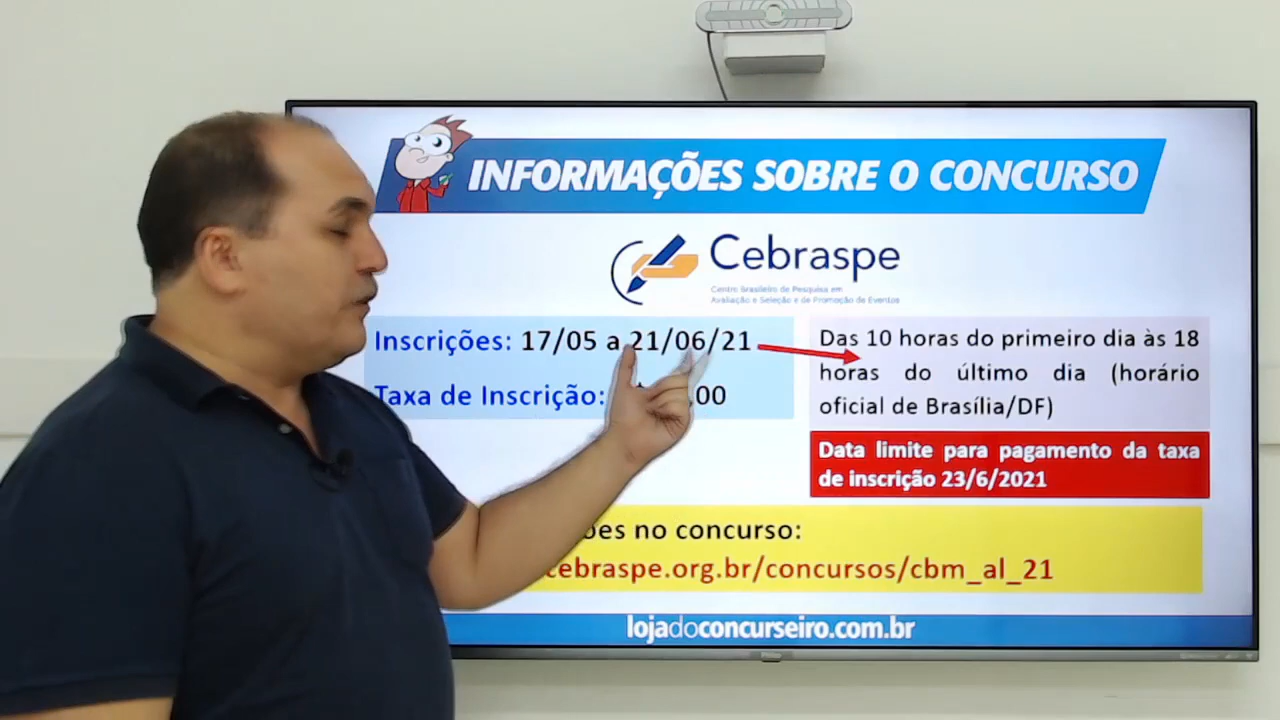 INFORMAÇÕES SOBRE O CONCURSO
Cebraspe
Centro Brasileiro de Pesquisa em
Avaliação e Seleção e de Promoção de Eventos
Inscrições: 17/05 a 21/06/21
Taxa de Inscrição: ,00
Das 10 horas do primeiro dia às 18
horas do último dia (horário
oficial de Brasília/DF)
Data limite para pagamento da taxa
de inscrição 23/6/2021
ões no concurso:
cebraspe.org.br/concursos/cbm_al_21
lojadoconcurseiro.com.br